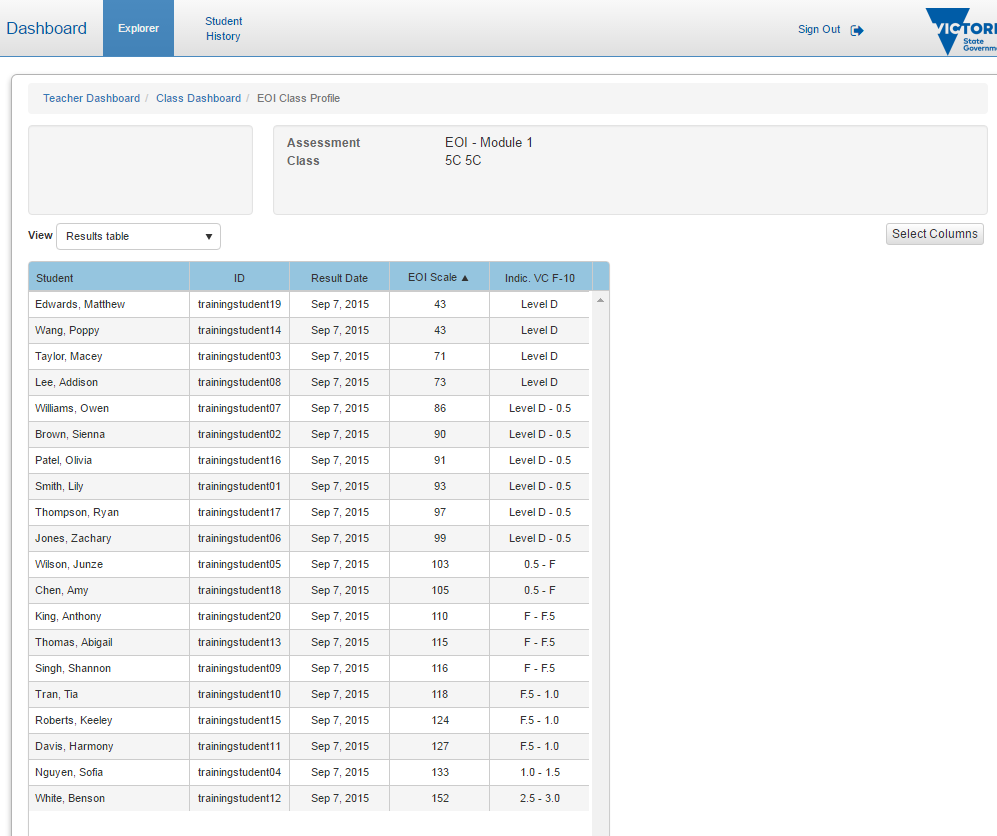 Dashboard
Explorer
Student
History
Sign Out
VICTORI
State
Governme
Teacher Dashboard / Class Dashboard / EOI Class Profile
Assessment EOI - Module 1
Class 5C 5C
View Results table ▼
Select Columns
Student ID Result Date EOI Scale ▲ Indic. VC F-10
Edwards, Matthew trainingstudent19 Sep 7, 2015 43 Level D
Wang, Poppy trainingstudent14 Sep 7, 2015 43 Level D
Taylor, Macey trainingstudent03 Sep 7, 2015 71 Level D
Lee, Addison trainingstudent08 Sep 7, 2015 73 Level D
Williams, Owen trainingstudent07 Sep 7, 2015 86 Level D - 0.5
Brown, Sienna trainingstudent02 Sep 7, 2015 90 Level D - 0.5
Patel, Olivia trainingstudent16 Sep 7, 2015 91 Level D - 0.5
Smith, Lily trainingstudent01 Sep 7, 2015 93 Level D - 0.5
Thompson, Ryan trainingstudent17 Sep 7, 2015 97 Level D - 0.5
Jones, Zachary trainingstudent06 Sep 7, 2015 99 Level D - 0.5
Wilson, Junze trainingstudent05 Sep 7, 2015 103 0.5 - F
Chen, Amy trainingstudent18 Sep 7, 2015 105 0.5 - F
King, Anthony trainingstudent20 Sep 7, 2015 110 F - F.5
Thomas, Abigail trainingstudent13 Sep 7, 2015 115 F - F.5
Singh, Shannon trainingstudent09 Sep 7, 2015 116 F - F.5
Tran, Tia trainingstudent10 Sep 7, 2015 118 F.5 - 1.0
Roberts, Keeley trainingstudent15 Sep 7, 2015 124 F.5 - 1.0
Davis, Harmony trainingstudent11 Sep 7, 2015 127 F.5 - 1.0
Nguyen, Sofia trainingstudent04 Sep 7, 2015 133 1.0 - 1.5
White, Benson trainingstudent12 Sep 7, 2015 152 2.5 - 3.0